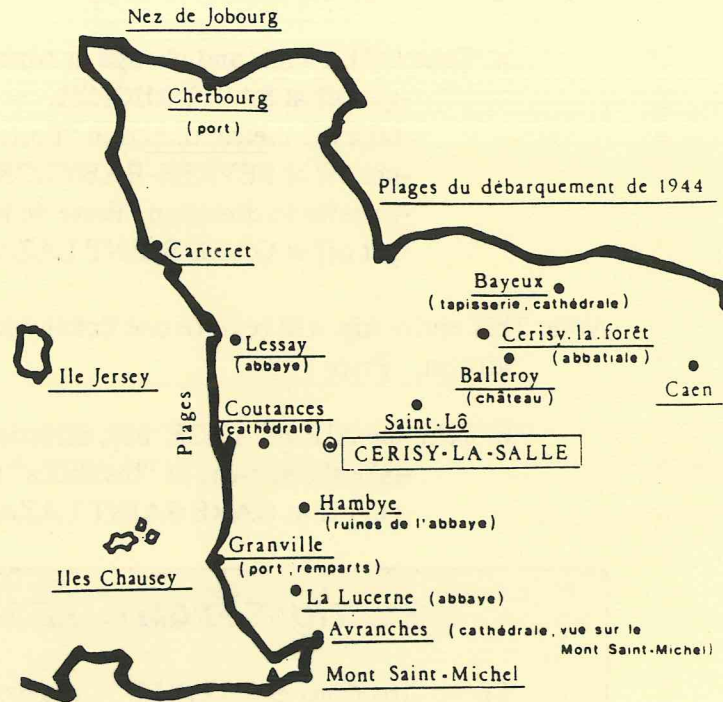 Nez de Jobourg
Cherbourg
(port)
Plages du débarquement de 1944
Carteret
Bayeux
(tapisserie, cathédrale)
Lessay
(abbaye)
Cerisy.la.forêt
(abbatiale)
Ile Jersey
Balleroy
(château)
Caen
Plages
Coutances
(cathédrale)
Saint-Lô
CERISY-LA-SALLE
Hambye
(ruines de l'abbaye)
Granville
(port, remparts)
Iles Chausey
La Lucerne (abbaye)
Avranches (cathédrale, vue sur le
Mont Saint-Michel)
Mont Saint-Michel